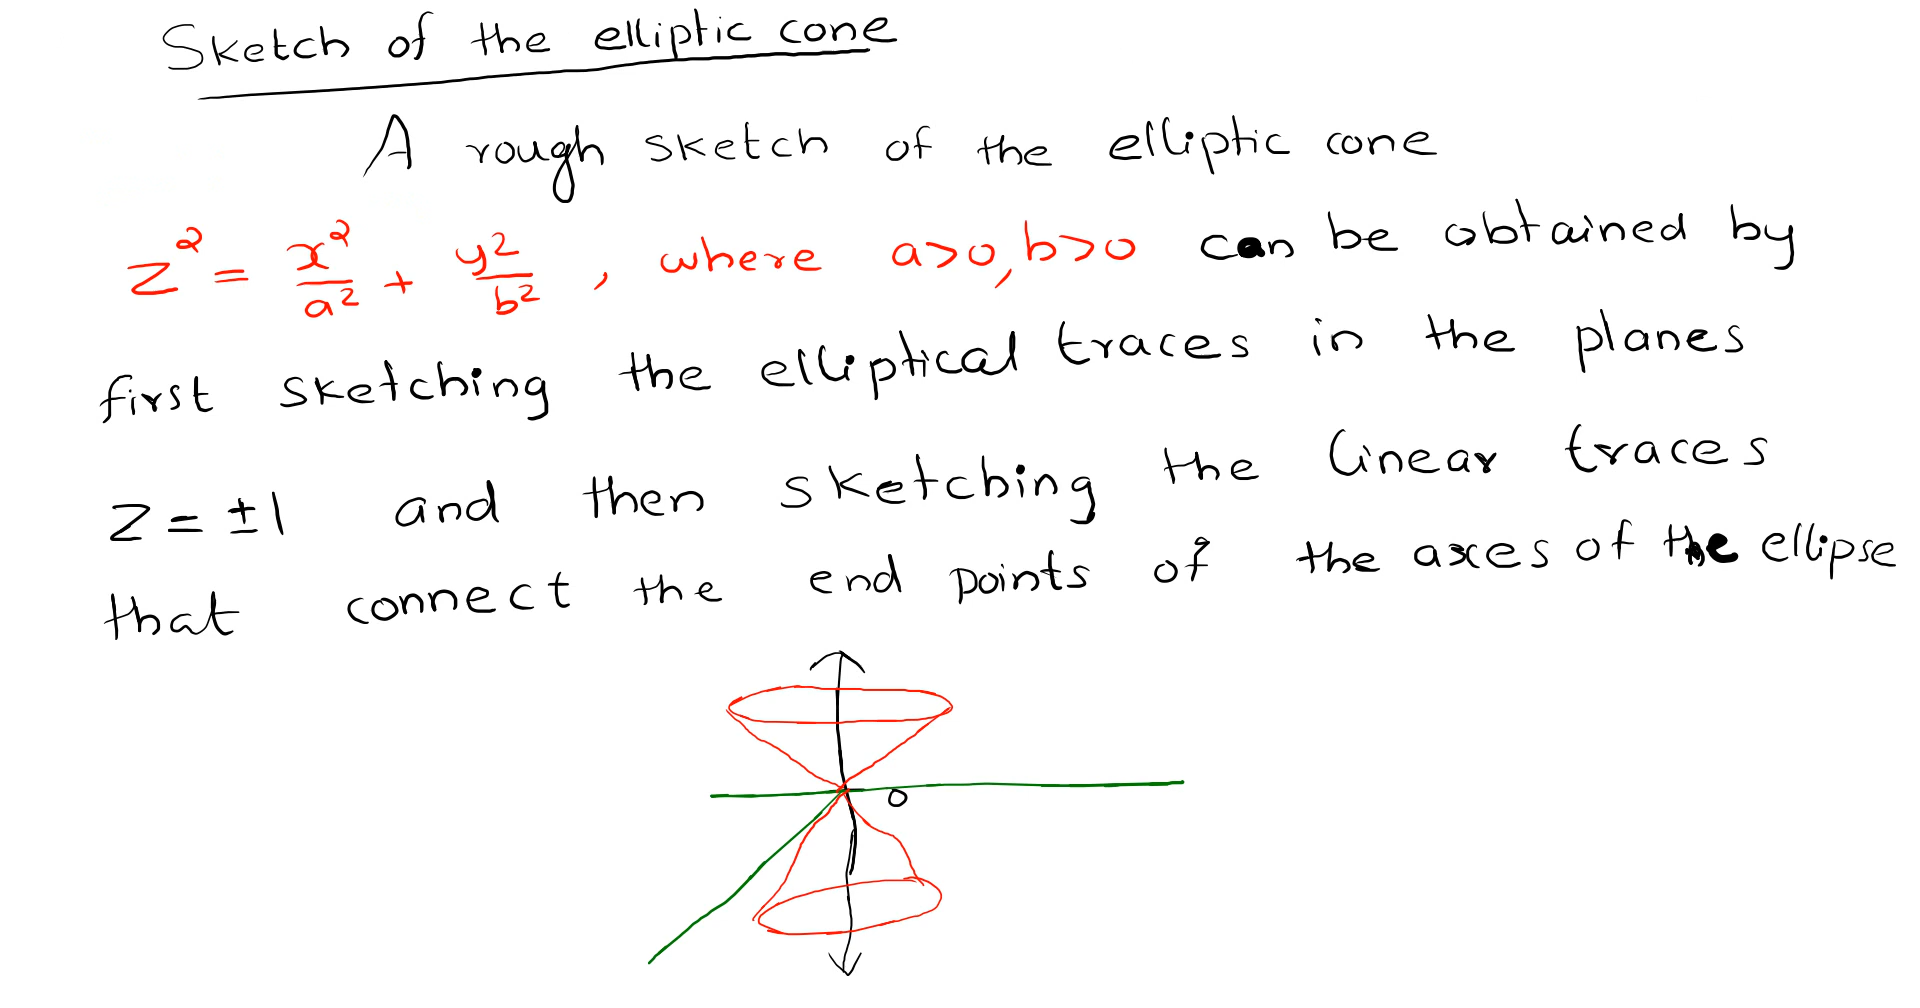 Sketch of the elliptic cone
A rough sketch of the elliptic cone
z² = x²/a² + y²/b² , where a>0, b>0 can be obtained by
first sketching the elliptical traces in the planes
z = ±1 and then sketching the linear traces
that connect the end points of the axes of the ellipse
0